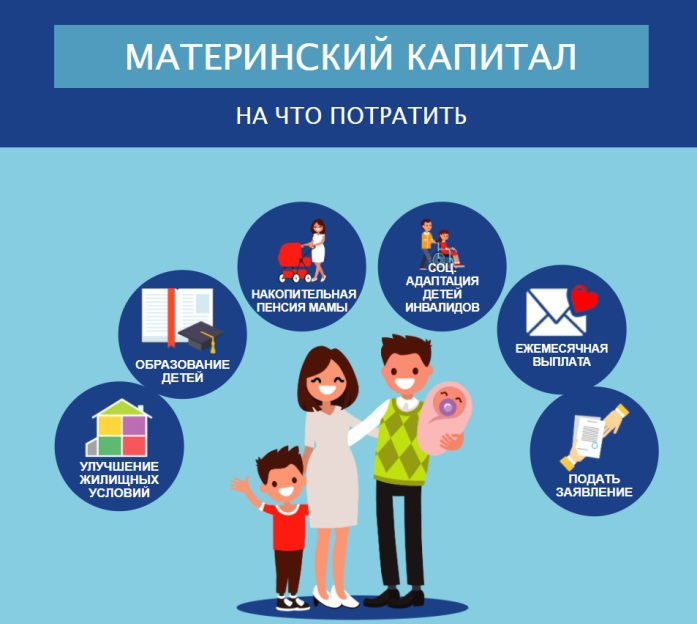 МАТЕРИНСКИЙ КАПИТАЛ
НА ЧТО ПОТРАТИТЬ
УЛУЧШЕНИЕ
ЖИЛИЩНЫХ
УСЛОВИЙ
ОБРАЗОВАНИЕ
ДЕТЕЙ
НАКОПИТЕЛЬНАЯ
ПЕНСИЯ МАМЫ
СОЦ.
АДАПТАЦИЯ
ДЕТЕЙ
ИНВАЛИДОВ
ЕЖЕМЕСЯЧНАЯ
ВЫПЛАТА
ПОДАТЬ
ЗАЯВЛЕНИЕ